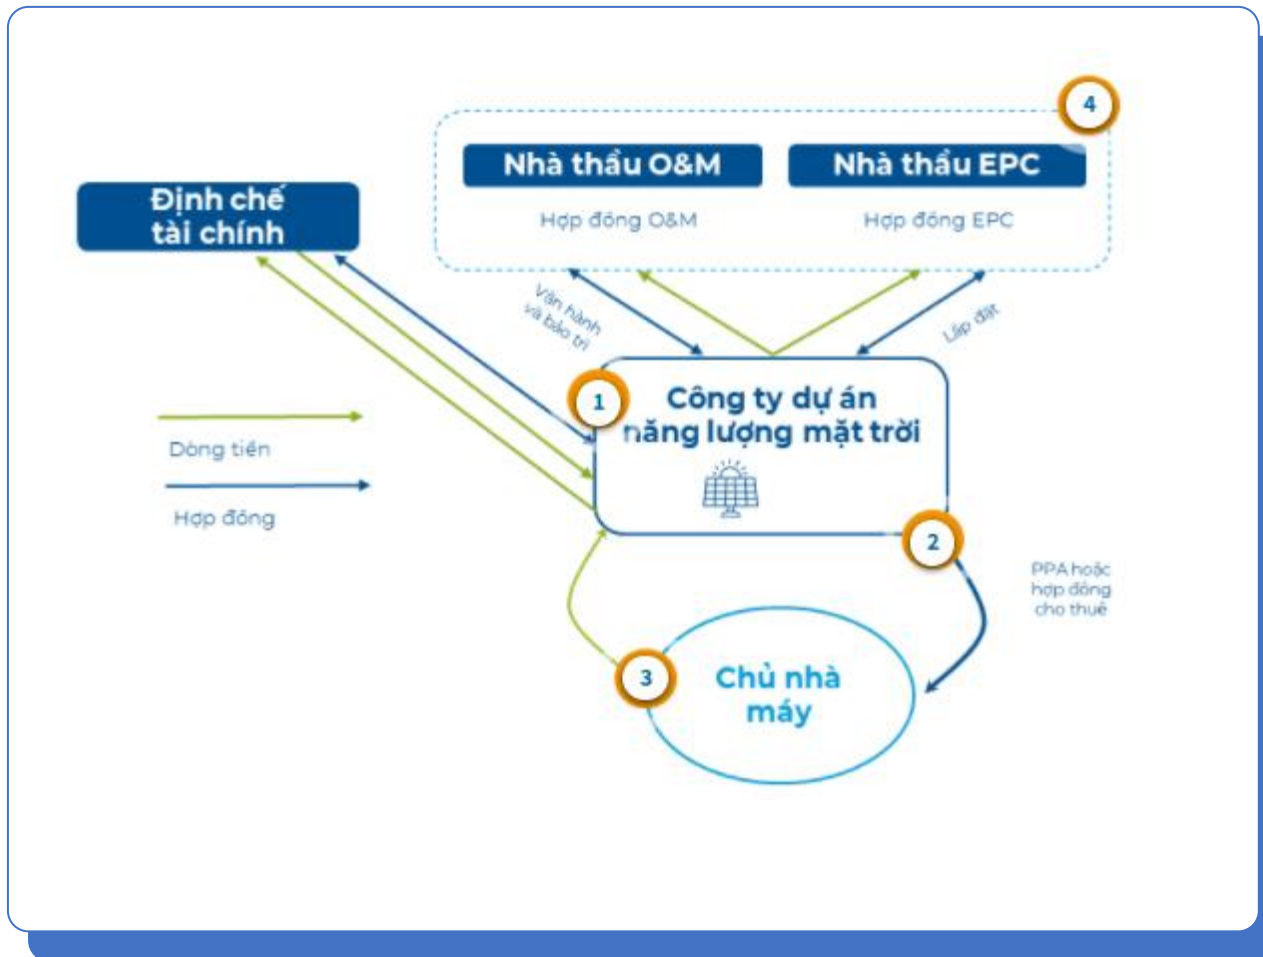 4
Nhà thầu O&M
Nhà thầu EPC
Định chế
tài chính
Hợp đồng O&M
Hợp đồng EPC
Vận hành
và bảo trì
Lắp đặt
1
Công ty dự án
năng lượng mặt trời
Dòng tiền
Hợp đồng
2
PPA hoặc
hợp đồng
cho thuê
3
Chủ nhà
máy